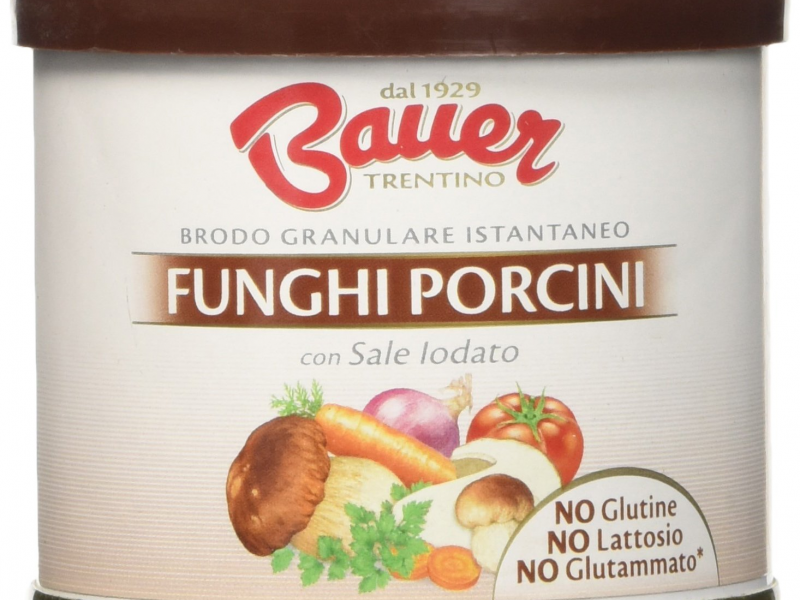 dal 1929
Bauer
TRENTINO
BRODO GRANULARE ISTANTANEO
FUNGHI PORCINI
con Sale Iodato
NO Glutine
NO Lattosio
NO Glutammato*